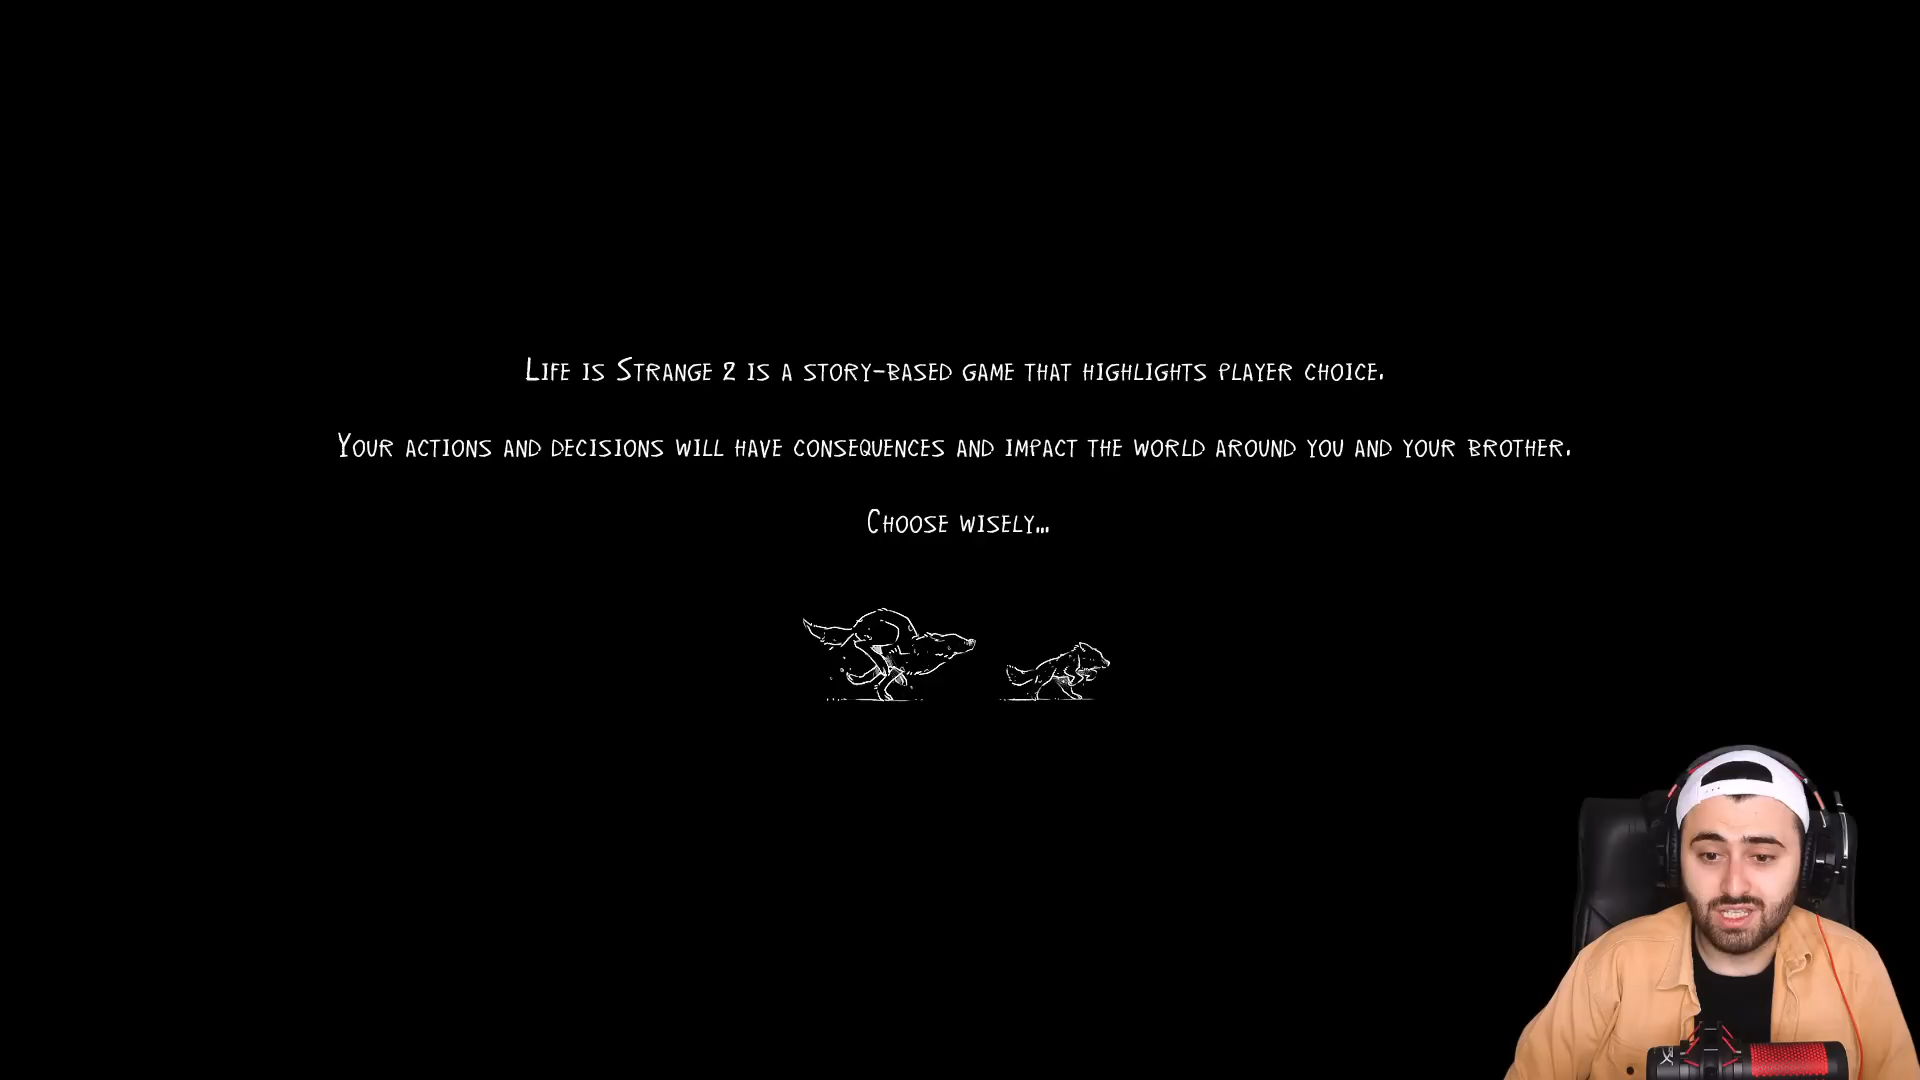 Life is Strange 2 is a story-based game that highlights player choice.
Your actions and decisions will have consequences and impact the world around you and your brother.
Choose wisely...